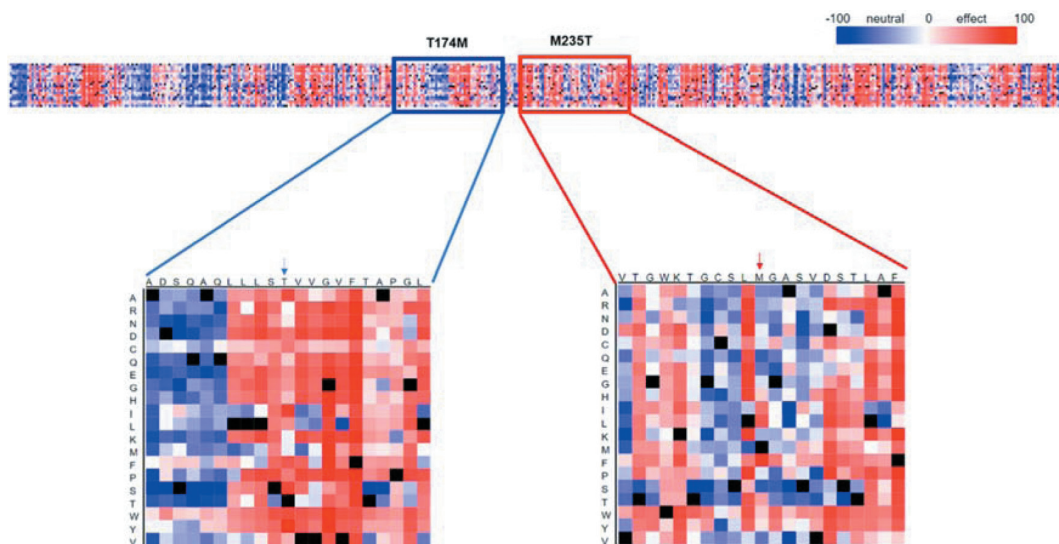 -100 neutral 0 effect 100
T174M M235T
A D S Q A Q L L L S T V V G V F T A P G L
V T G W K T G C S L M G A S V D S T L A F
A
R
N
D
C
Q
E
G
H
I
L
K
M
F
P
S
T
W
Y
V
A
R
N
D
C
Q
E
G
H
I
L
K
M
F
P
S
T
W
Y
V